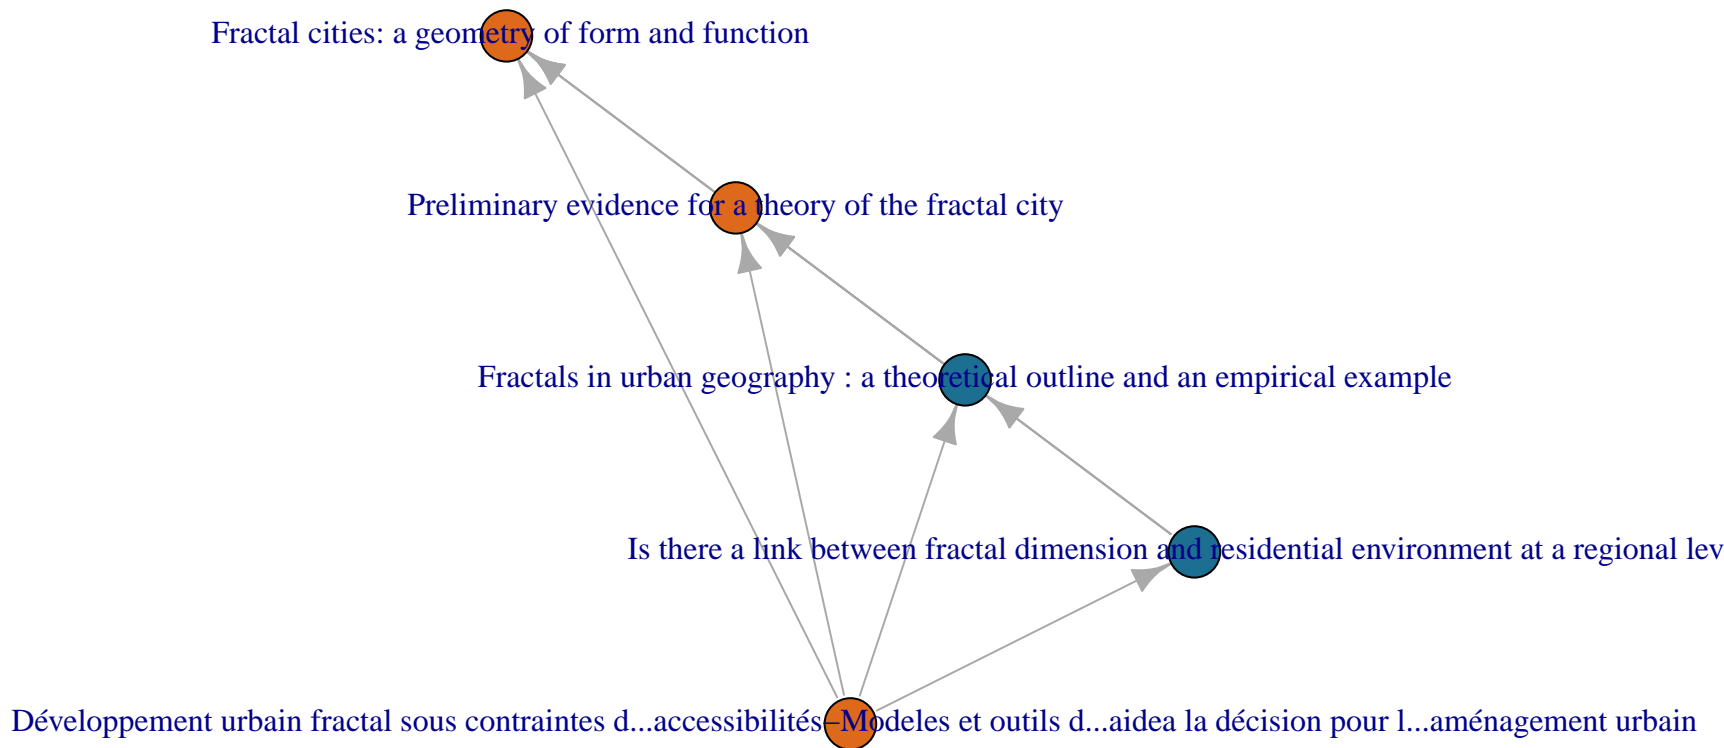 Fractal cities: a geometry of form and function
Preliminary evidence for a theory of the fractal city
Fractals in urban geography : a theoretical outline and an empirical example
Is there a link between fractal dimension and residential environment at a regional lev
Développement urbain fractal sous contraintes d...accessibilités–Modeles et outils d...aidea la décision pour l...aménagement urbain